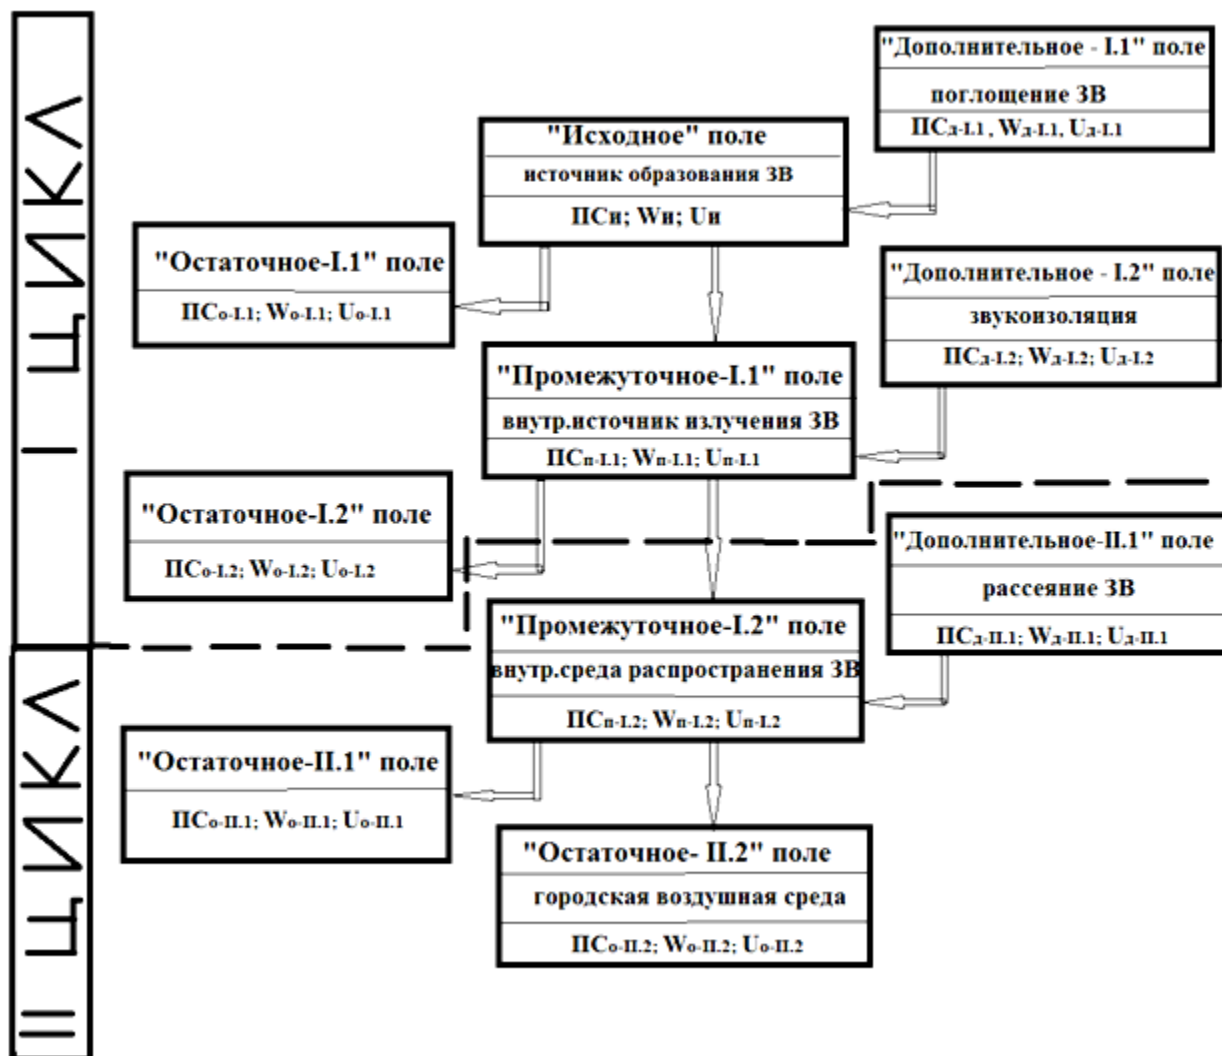 I ЦИКЛ
"Дополнительное - I.1" поле
поглощение ЗВ
ПСд-I.1, Wд-I.1, Uд-I.1
"Исходное" поле
источник образования ЗВ
ПСи; Wи; Uи
"Остаточное-I.1" поле
ПСо-I.1; Wо-I.1; Uо-I.1
"Дополнительное - I.2" поле
звукоизоляция
ПСд-I.2; Wд-I.2; Uд-I.2
"Промежуточное-I.1" поле
внутр.источник излучения ЗВ
ПСп-I.1; Wп-I.1; Uп-I.1
"Остаточное-I.2" поле
ПСо-I.2; Wо-I.2; Uо-I.2
II ЦИКЛ
"Дополнительное-II.1" поле
рассеяние ЗВ
ПСд-II.1; Wд-II.1; Uд-II.1
"Промежуточное-I.2" поле
внутр.среда распространения ЗВ
ПСп-I.2; Wп-I.2; Uп-I.2
"Остаточное-II.1" поле
ПСо-II.1; Wо-II.1; Uо-II.1
"Остаточное- II.2" поле
городская воздушная среда
ПСо-II.2; Wо-II.2; Uо-II.2